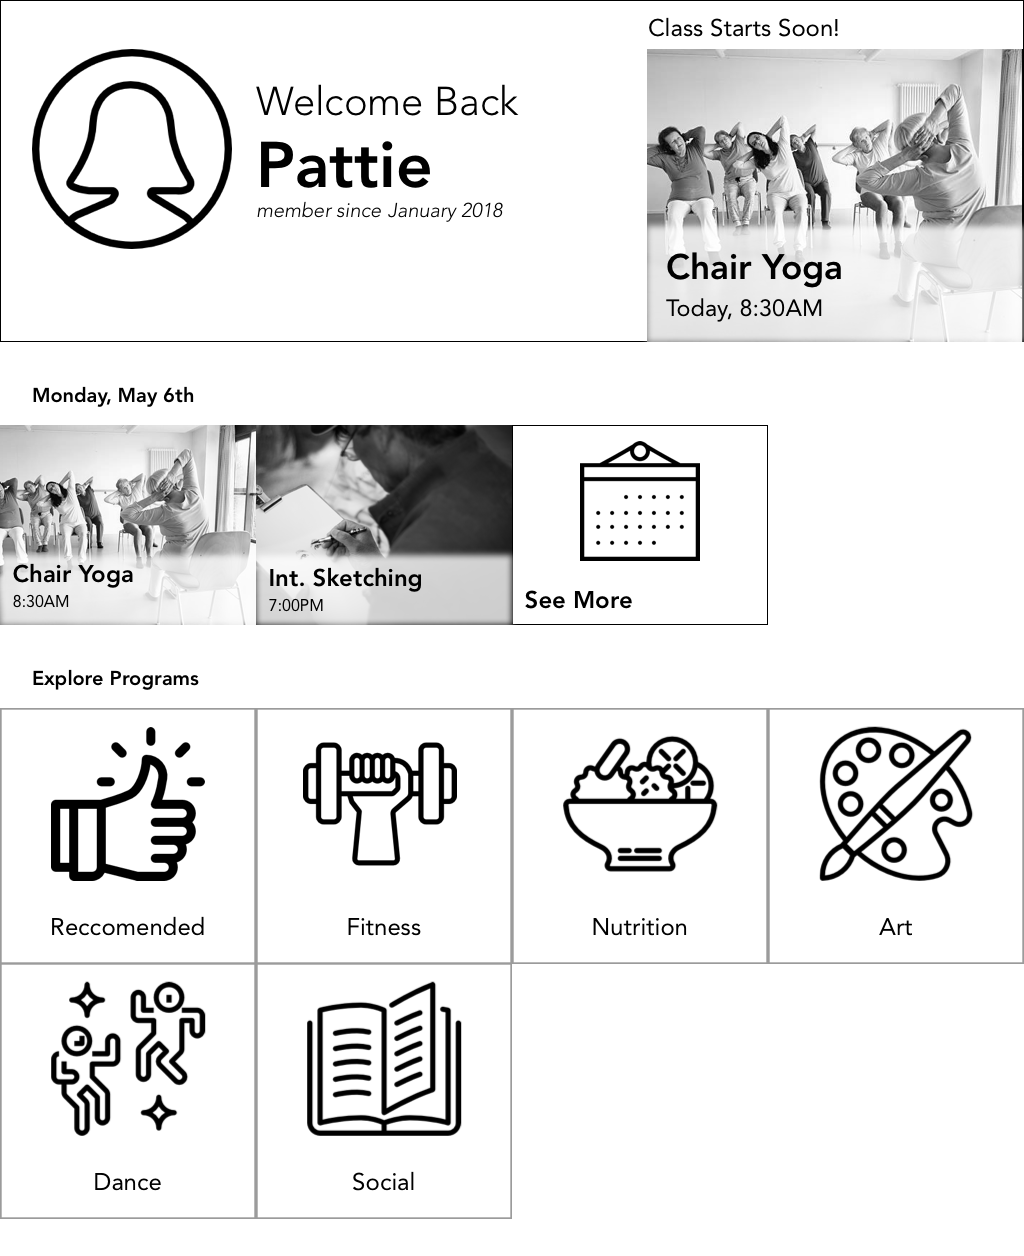 Class Starts Soon!
Welcome Back
Pattie
member since January 2018
Chair Yoga
Today, 8:30AM
Monday, May 6th
Chair Yoga
8:30AM
Int. Sketching
7:00PM
See More
Explore Programs
Reccomended
Fitness
Nutrition
Art
Dance
Social